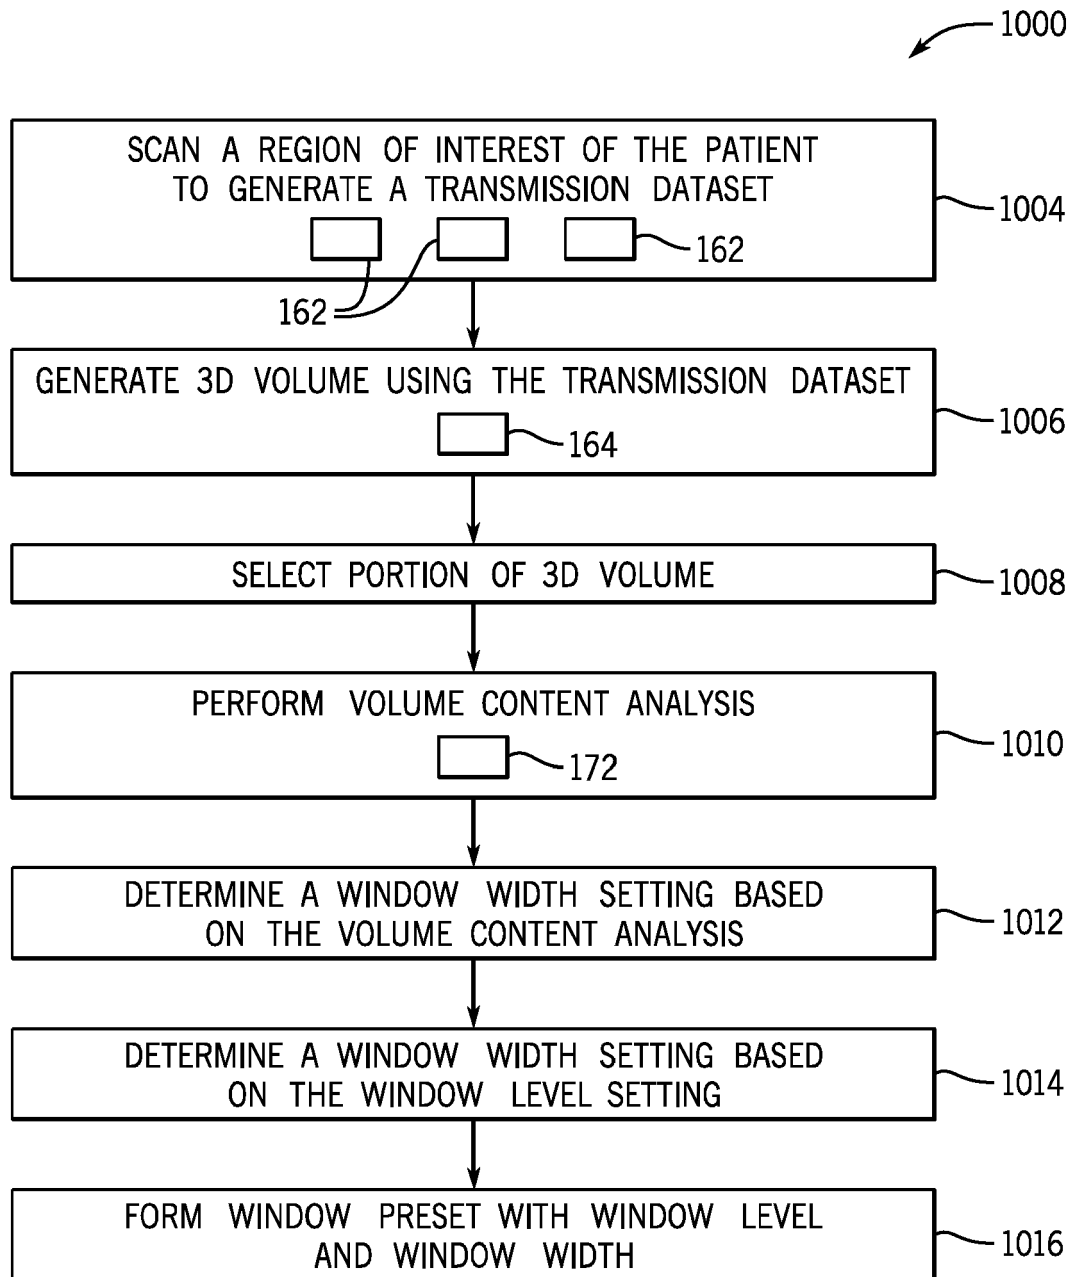 1000
SCAN A REGION OF INTEREST OF THE PATIENT
TO GENERATE A TRANSMISSION DATASET
1004
162
162
GENERATE 3D VOLUME USING THE TRANSMISSION DATASET
1006
164
SELECT PORTION OF 3D VOLUME
1008
PERFORM VOLUME CONTENT ANALYSIS
1010
172
DETERMINE A WINDOW WIDTH SETTING BASED
ON THE VOLUME CONTENT ANALYSIS
1012
DETERMINE A WINDOW WIDTH SETTING BASED
ON THE WINDOW LEVEL SETTING
1014
FORM WINDOW PRESET WITH WINDOW LEVEL
AND WINDOW WIDTH
1016